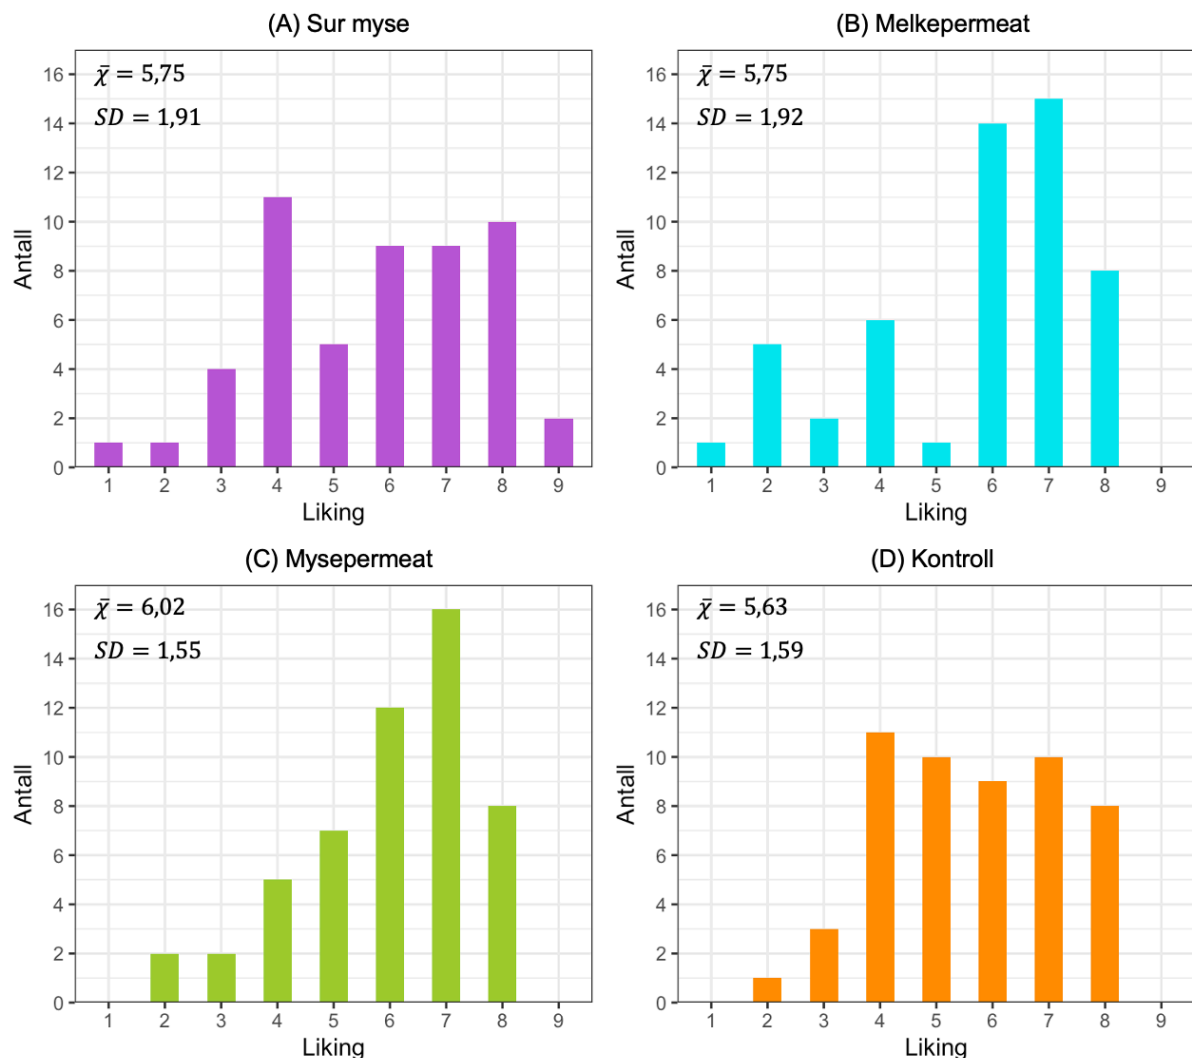 (A) Sur myse
χ̄ = 5,75
SD = 1,91
16
14
12
10
8
6
4
2
0
Antall
1 2 3 4 5 6 7 8 9
Liking
(B) Melkepermeat
χ̄ = 5,75
SD = 1,92
16
14
12
10
8
6
4
2
0
Antall
1 2 3 4 5 6 7 8 9
Liking
(C) Mysepermeat
χ̄ = 6,02
SD = 1,55
16
14
12
10
8
6
4
2
0
Antall
1 2 3 4 5 6 7 8 9
Liking
(D) Kontroll
χ̄ = 5,63
SD = 1,59
16
14
12
10
8
6
4
2
0
Antall
1 2 3 4 5 6 7 8 9
Liking